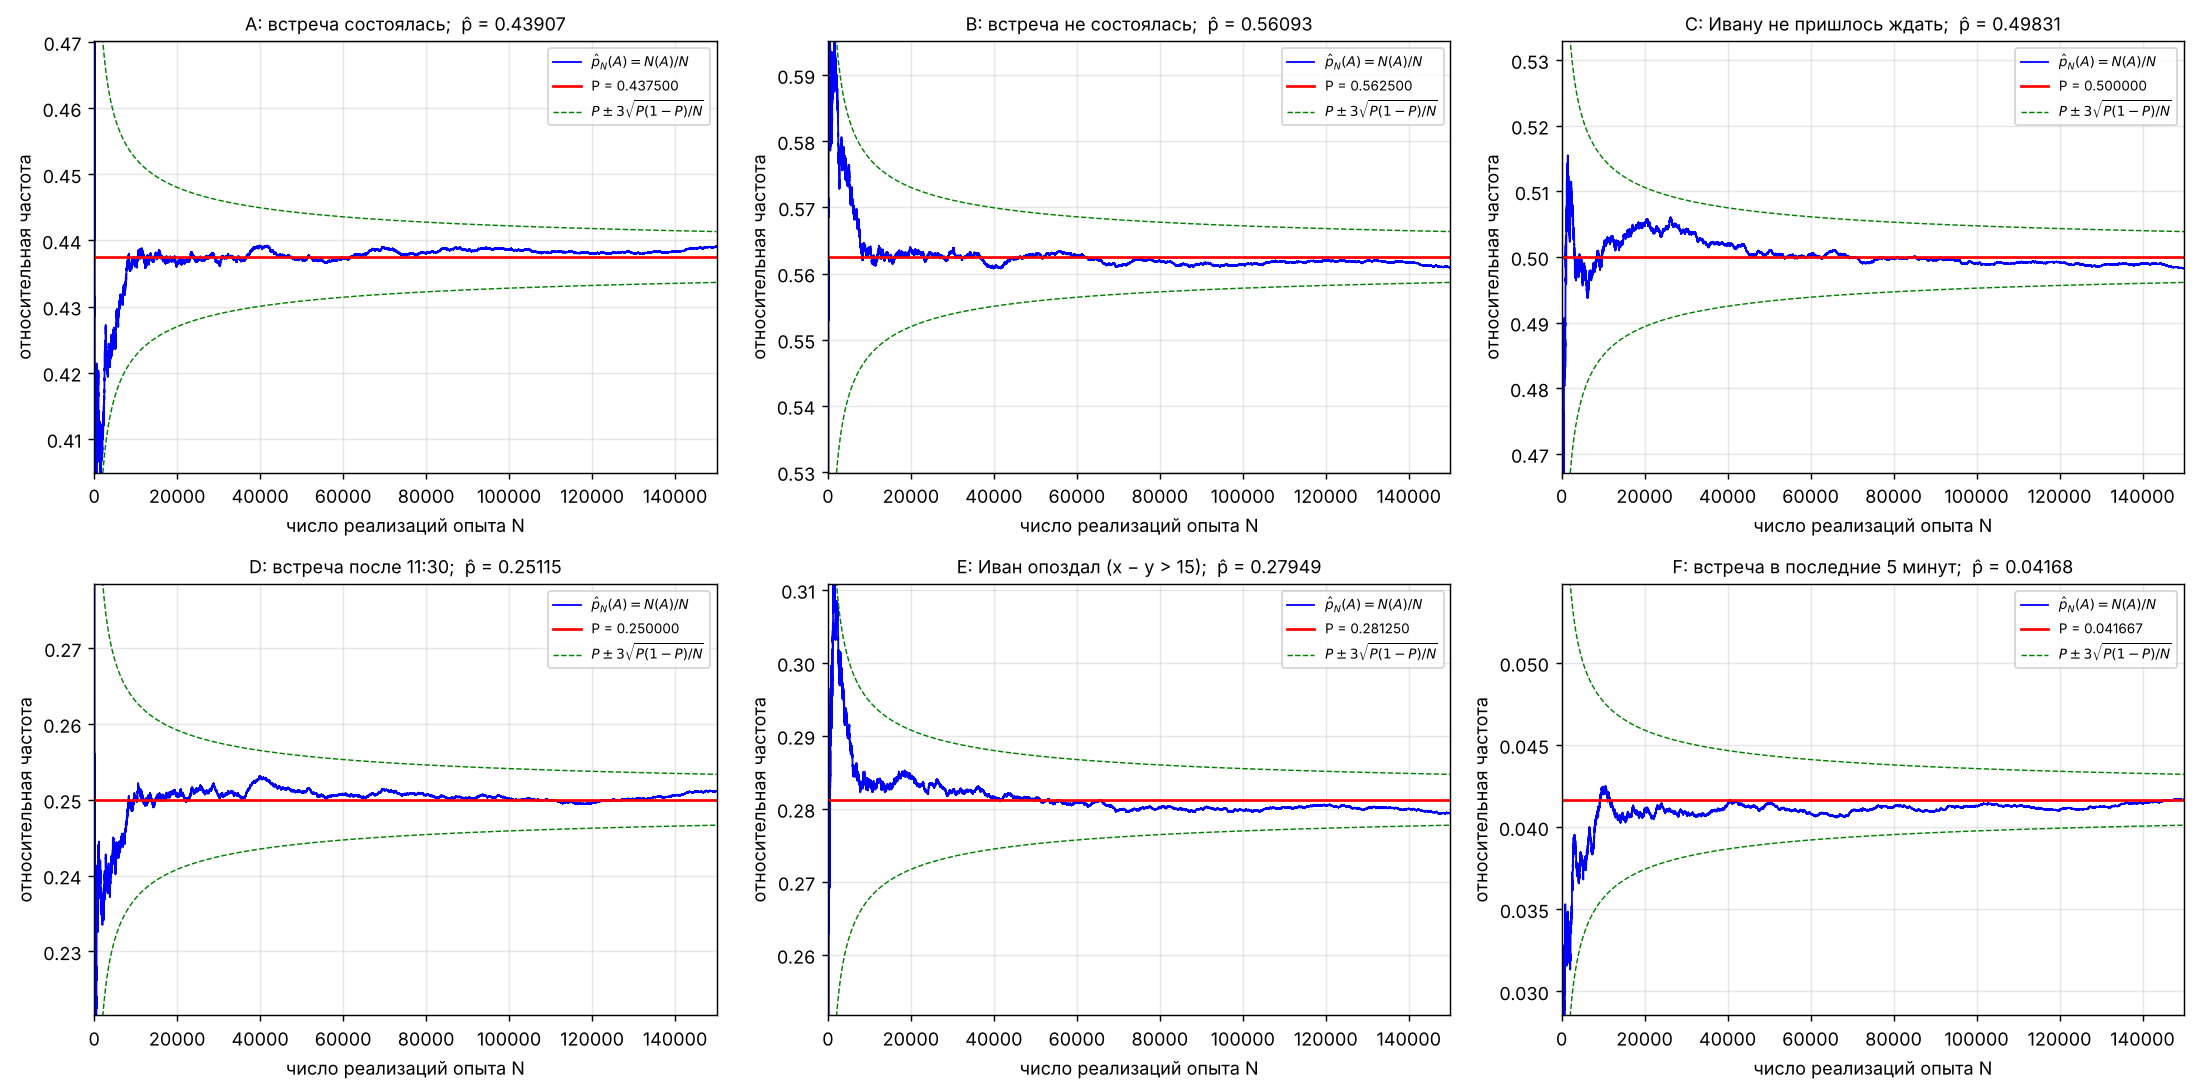 A: встреча состоялась;  p̂ = 0.43907
относительная частота
0.47
0.46
0.45
0.44
0.43
0.42
0.41
p̂_N(A) = N(A)/N
P = 0.437500
P ± 3√P(1 − P)/N
0 20000 40000 60000 80000 100000 120000 140000
число реализаций опыта N
B: встреча не состоялась;  p̂ = 0.56093
относительная частота
0.59
0.58
0.57
0.56
0.55
0.54
0.53
p̂_N(A) = N(A)/N
P = 0.562500
P ± 3√P(1 − P)/N
0 20000 40000 60000 80000 100000 120000 140000
число реализаций опыта N
C: Ивану не пришлось ждать;  p̂ = 0.49831
относительная частота
0.53
0.52
0.51
0.50
0.49
0.48
0.47
p̂_N(A) = N(A)/N
P = 0.500000
P ± 3√P(1 − P)/N
0 20000 40000 60000 80000 100000 120000 140000
число реализаций опыта N
D: встреча после 11:30;  p̂ = 0.25115
относительная частота
0.27
0.26
0.25
0.24
0.23
p̂_N(A) = N(A)/N
P = 0.250000
P ± 3√P(1 − P)/N
0 20000 40000 60000 80000 100000 120000 140000
число реализаций опыта N
E: Иван опоздал (x − y > 15);  p̂ = 0.27949
относительная частота
0.31
0.30
0.29
0.28
0.27
0.26
p̂_N(A) = N(A)/N
P = 0.281250
P ± 3√P(1 − P)/N
0 20000 40000 60000 80000 100000 120000 140000
число реализаций опыта N
F: встреча в последние 5 минут;  p̂ = 0.04168
относительная частота
0.050
0.045
0.040
0.035
0.030
p̂_N(A) = N(A)/N
P = 0.041667
P ± 3√P(1 − P)/N
0 20000 40000 60000 80000 100000 120000 140000
число реализаций опыта N